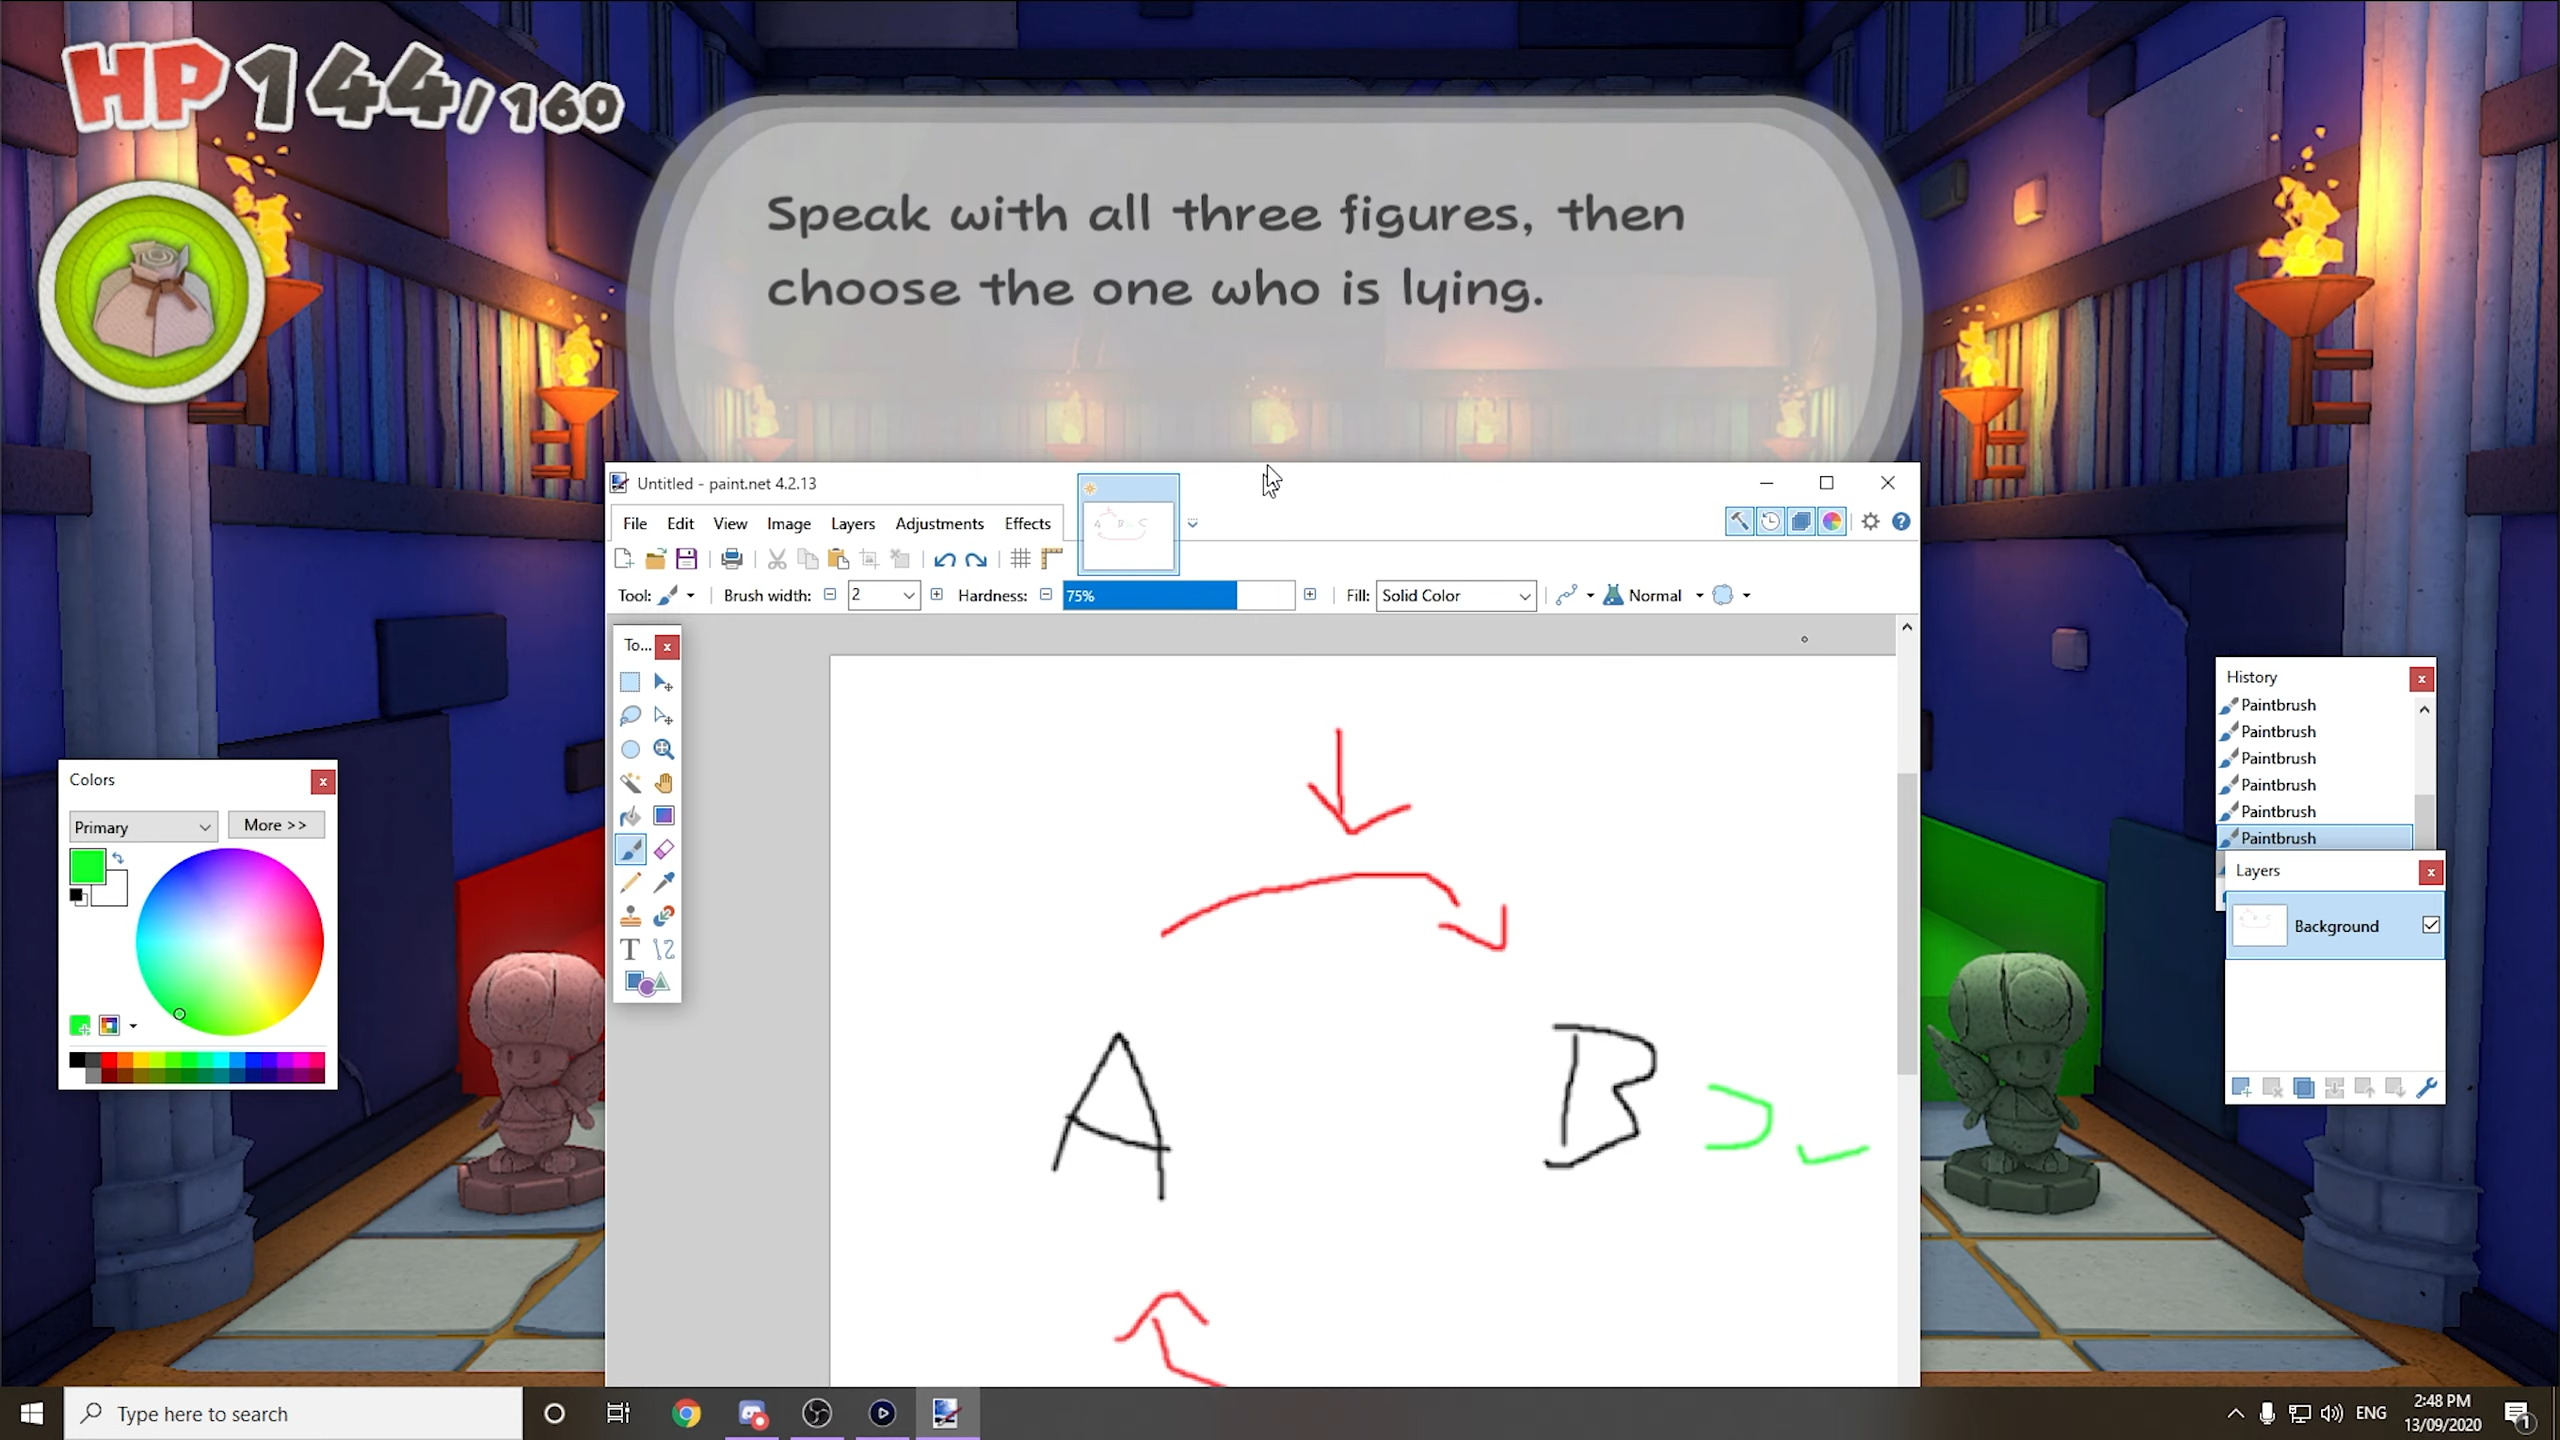 HP 144/160
Speak with all three figures, then
choose the one who is lying.
Untitled - paint.net 4.2.13
File Edit View Image Layers Adjustments Effects
Tool: Brush width: 2 Hardness: 75% Fill: Solid Color Normal
To...
T
A
B
Colors
Primary More >>
History
Paintbrush
Paintbrush
Paintbrush
Paintbrush
Paintbrush
Paintbrush
Layers
Background
Type here to search
ENG
2:48 PM
13/09/2020
1